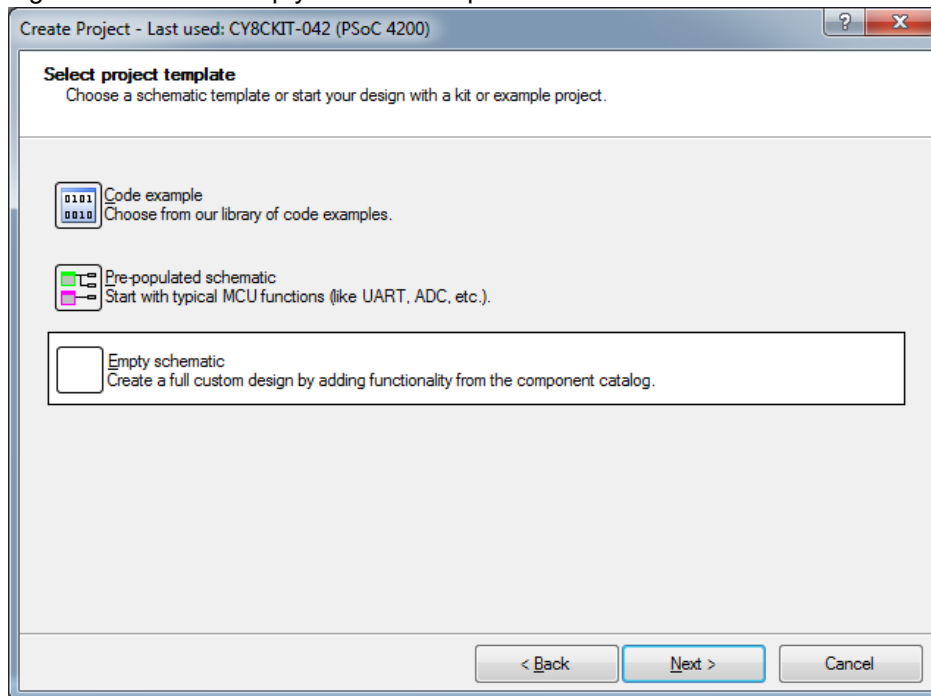 Create Project - Last used: CY8CKIT-042 (PSoC 4200)
Select project template
Choose a schematic template or start your design with a kit or example project.
0101
0010
Code example
Choose from our library of code examples.
Pre-populated schematic
Start with typical MCU functions (like UART, ADC, etc.).
Empty schematic
Create a full custom design by adding functionality from the component catalog.
< Back
Next >
Cancel